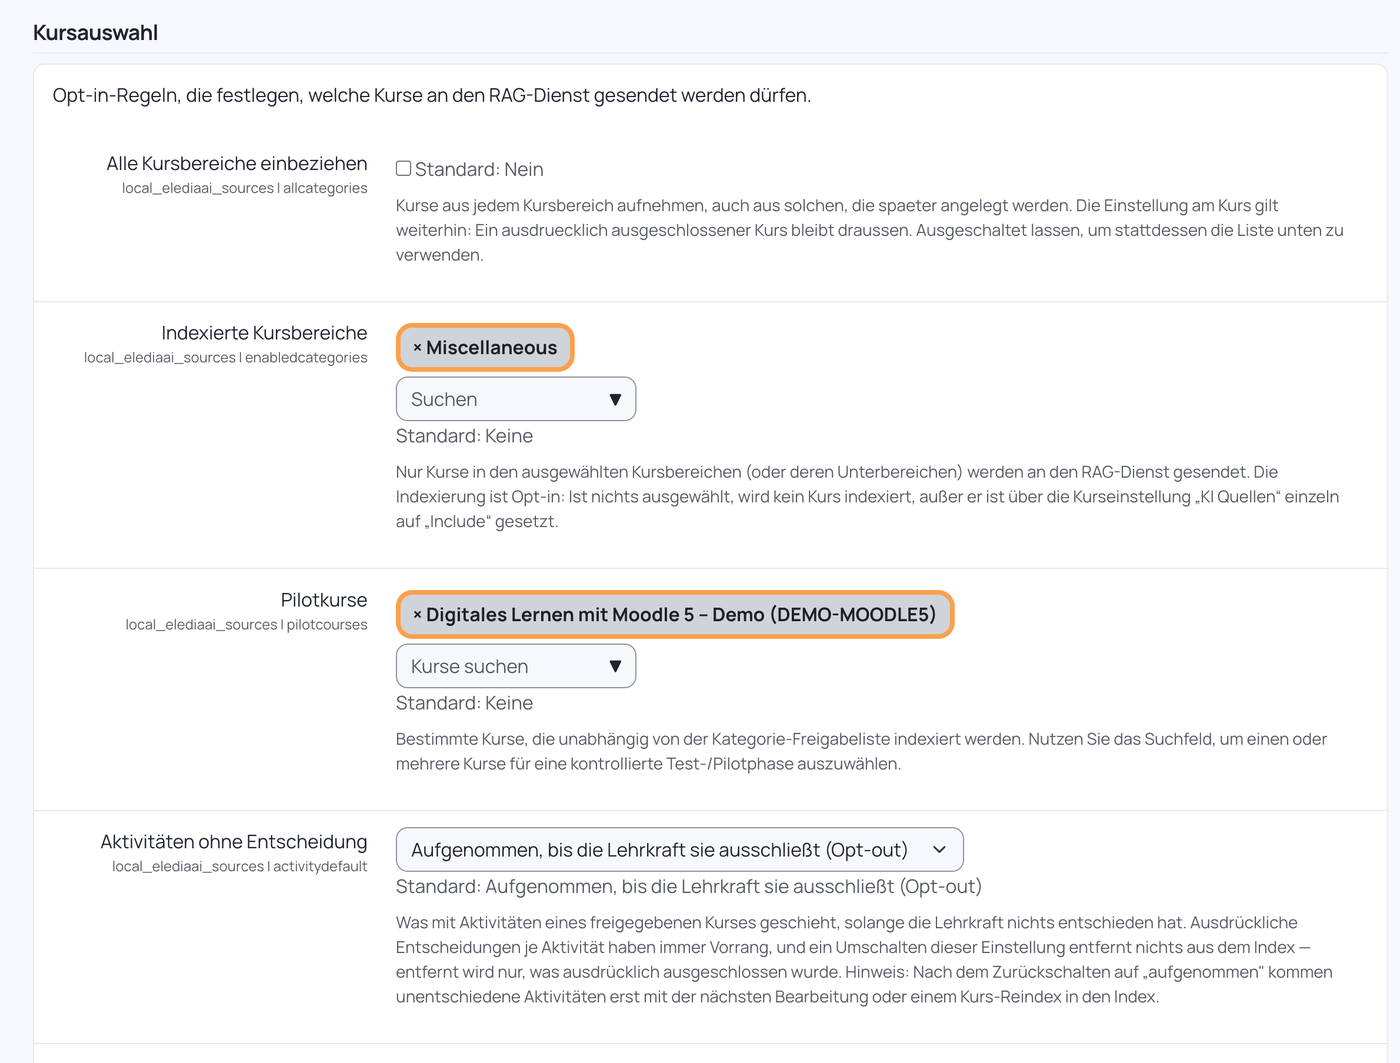 Kursauswahl
Opt-in-Regeln, die festlegen, welche Kurse an den RAG-Dienst gesendet werden dürfen.
Alle Kursbereiche einbeziehen
local_elediaai_sources | allcategories
Standard: Nein
Kurse aus jedem Kursbereich aufnehmen, auch aus solchen, die spaeter angelegt werden. Die Einstellung am Kurs gilt
weiterhin: Ein ausdruecklich ausgeschlossener Kurs bleibt draussen. Ausgeschaltet lassen, um stattdessen die Liste unten zu
verwenden.
Indexierte Kursbereiche
local_elediaai_sources | enabledcategories
× Miscellaneous
Suchen ▼
Standard: Keine
Nur Kurse in den ausgewählten Kursbereichen (oder deren Unterbereichen) werden an den RAG-Dienst gesendet. Die
Indexierung ist Opt-in: Ist nichts ausgewählt, wird kein Kurs indexiert, außer er ist über die Kurseinstellung „KI Quellen“ einzeln
auf „Include“ gesetzt.
Pilotkurse
local_elediaai_sources | pilotcourses
× Digitales Lernen mit Moodle 5 – Demo (DEMO-MOODLE5)
Kurse suchen ▼
Standard: Keine
Bestimmte Kurse, die unabhängig von der Kategorie-Freigabeliste indexiert werden. Nutzen Sie das Suchfeld, um einen oder
mehrere Kurse für eine kontrollierte Test-/Pilotphase auszuwählen.
Aktivitäten ohne Entscheidung
local_elediaai_sources | activitydefault
Aufgenommen, bis die Lehrkraft sie ausschließt (Opt-out)
Standard: Aufgenommen, bis die Lehrkraft sie ausschließt (Opt-out)
Was mit Aktivitäten eines freigegebenen Kurses geschieht, solange die Lehrkraft nichts entschieden hat. Ausdrückliche
Entscheidungen je Aktivität haben immer Vorrang, und ein Umschalten dieser Einstellung entfernt nichts aus dem Index —
entfernt wird nur, was ausdrücklich ausgeschlossen wurde. Hinweis: Nach dem Zurückschalten auf „aufgenommen" kommen
unentschiedene Aktivitäten erst mit der nächsten Bearbeitung oder einem Kurs-Reindex in den Index.